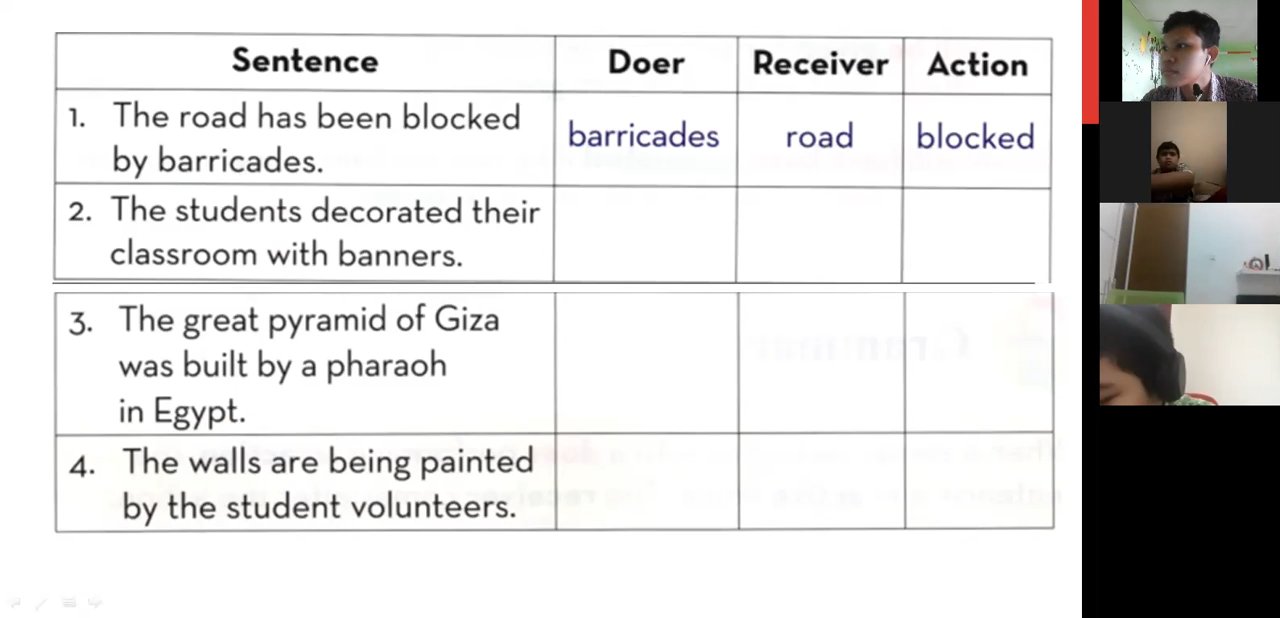 Sentence Doer Receiver Action
1. The road has been blocked
by barricades.
barricades road blocked
2. The students decorated their
classroom with banners.
3. The great pyramid of Giza
was built by a pharaoh
in Egypt.
4. The walls are being painted
by the student volunteers.